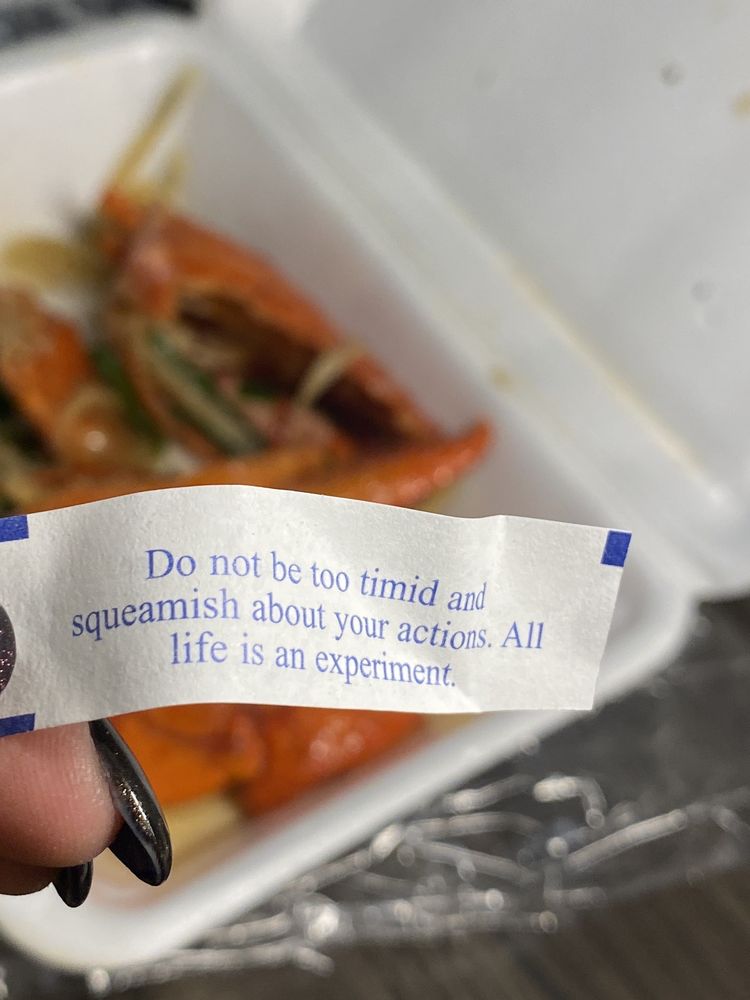 Do not be too timid and
squeamish about your actions. All
life is an experiment.